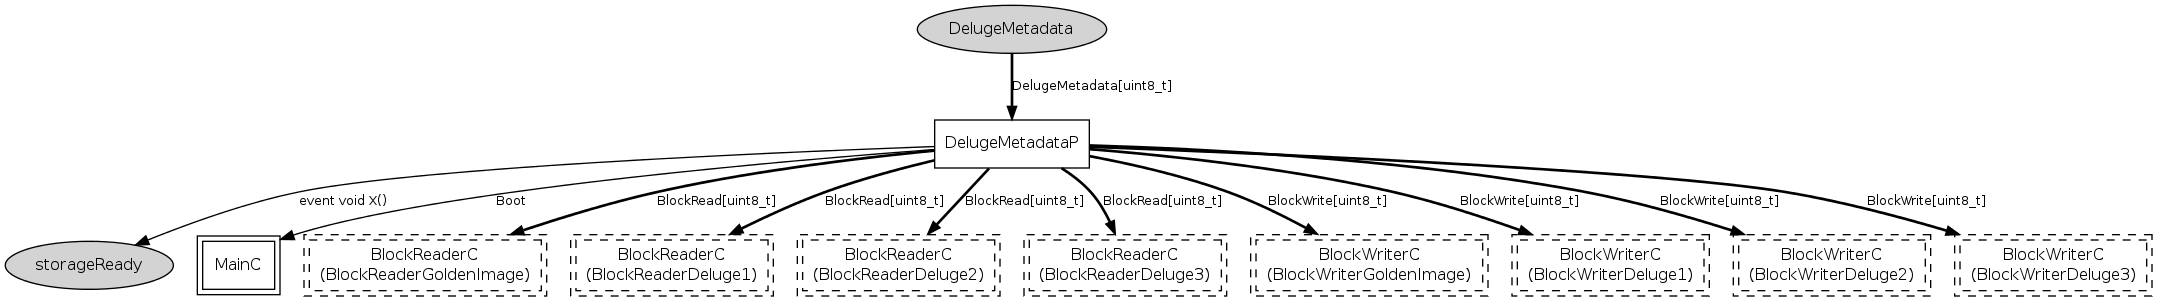 DelugeMetadata
DelugeMetadata[uint8_t]
DelugeMetadataP
event void X()
Boot
BlockRead[uint8_t]
BlockRead[uint8_t]
BlockRead[uint8_t]
BlockRead[uint8_t]
BlockWrite[uint8_t]
BlockWrite[uint8_t]
BlockWrite[uint8_t]
BlockWrite[uint8_t]
storageReady
MainC
BlockReaderC
(BlockReaderGoldenImage)
BlockReaderC
(BlockReaderDeluge1)
BlockReaderC
(BlockReaderDeluge2)
BlockReaderC
(BlockReaderDeluge3)
BlockWriterC
(BlockWriterGoldenImage)
BlockWriterC
(BlockWriterDeluge1)
BlockWriterC
(BlockWriterDeluge2)
BlockWriterC
(BlockWriterDeluge3)